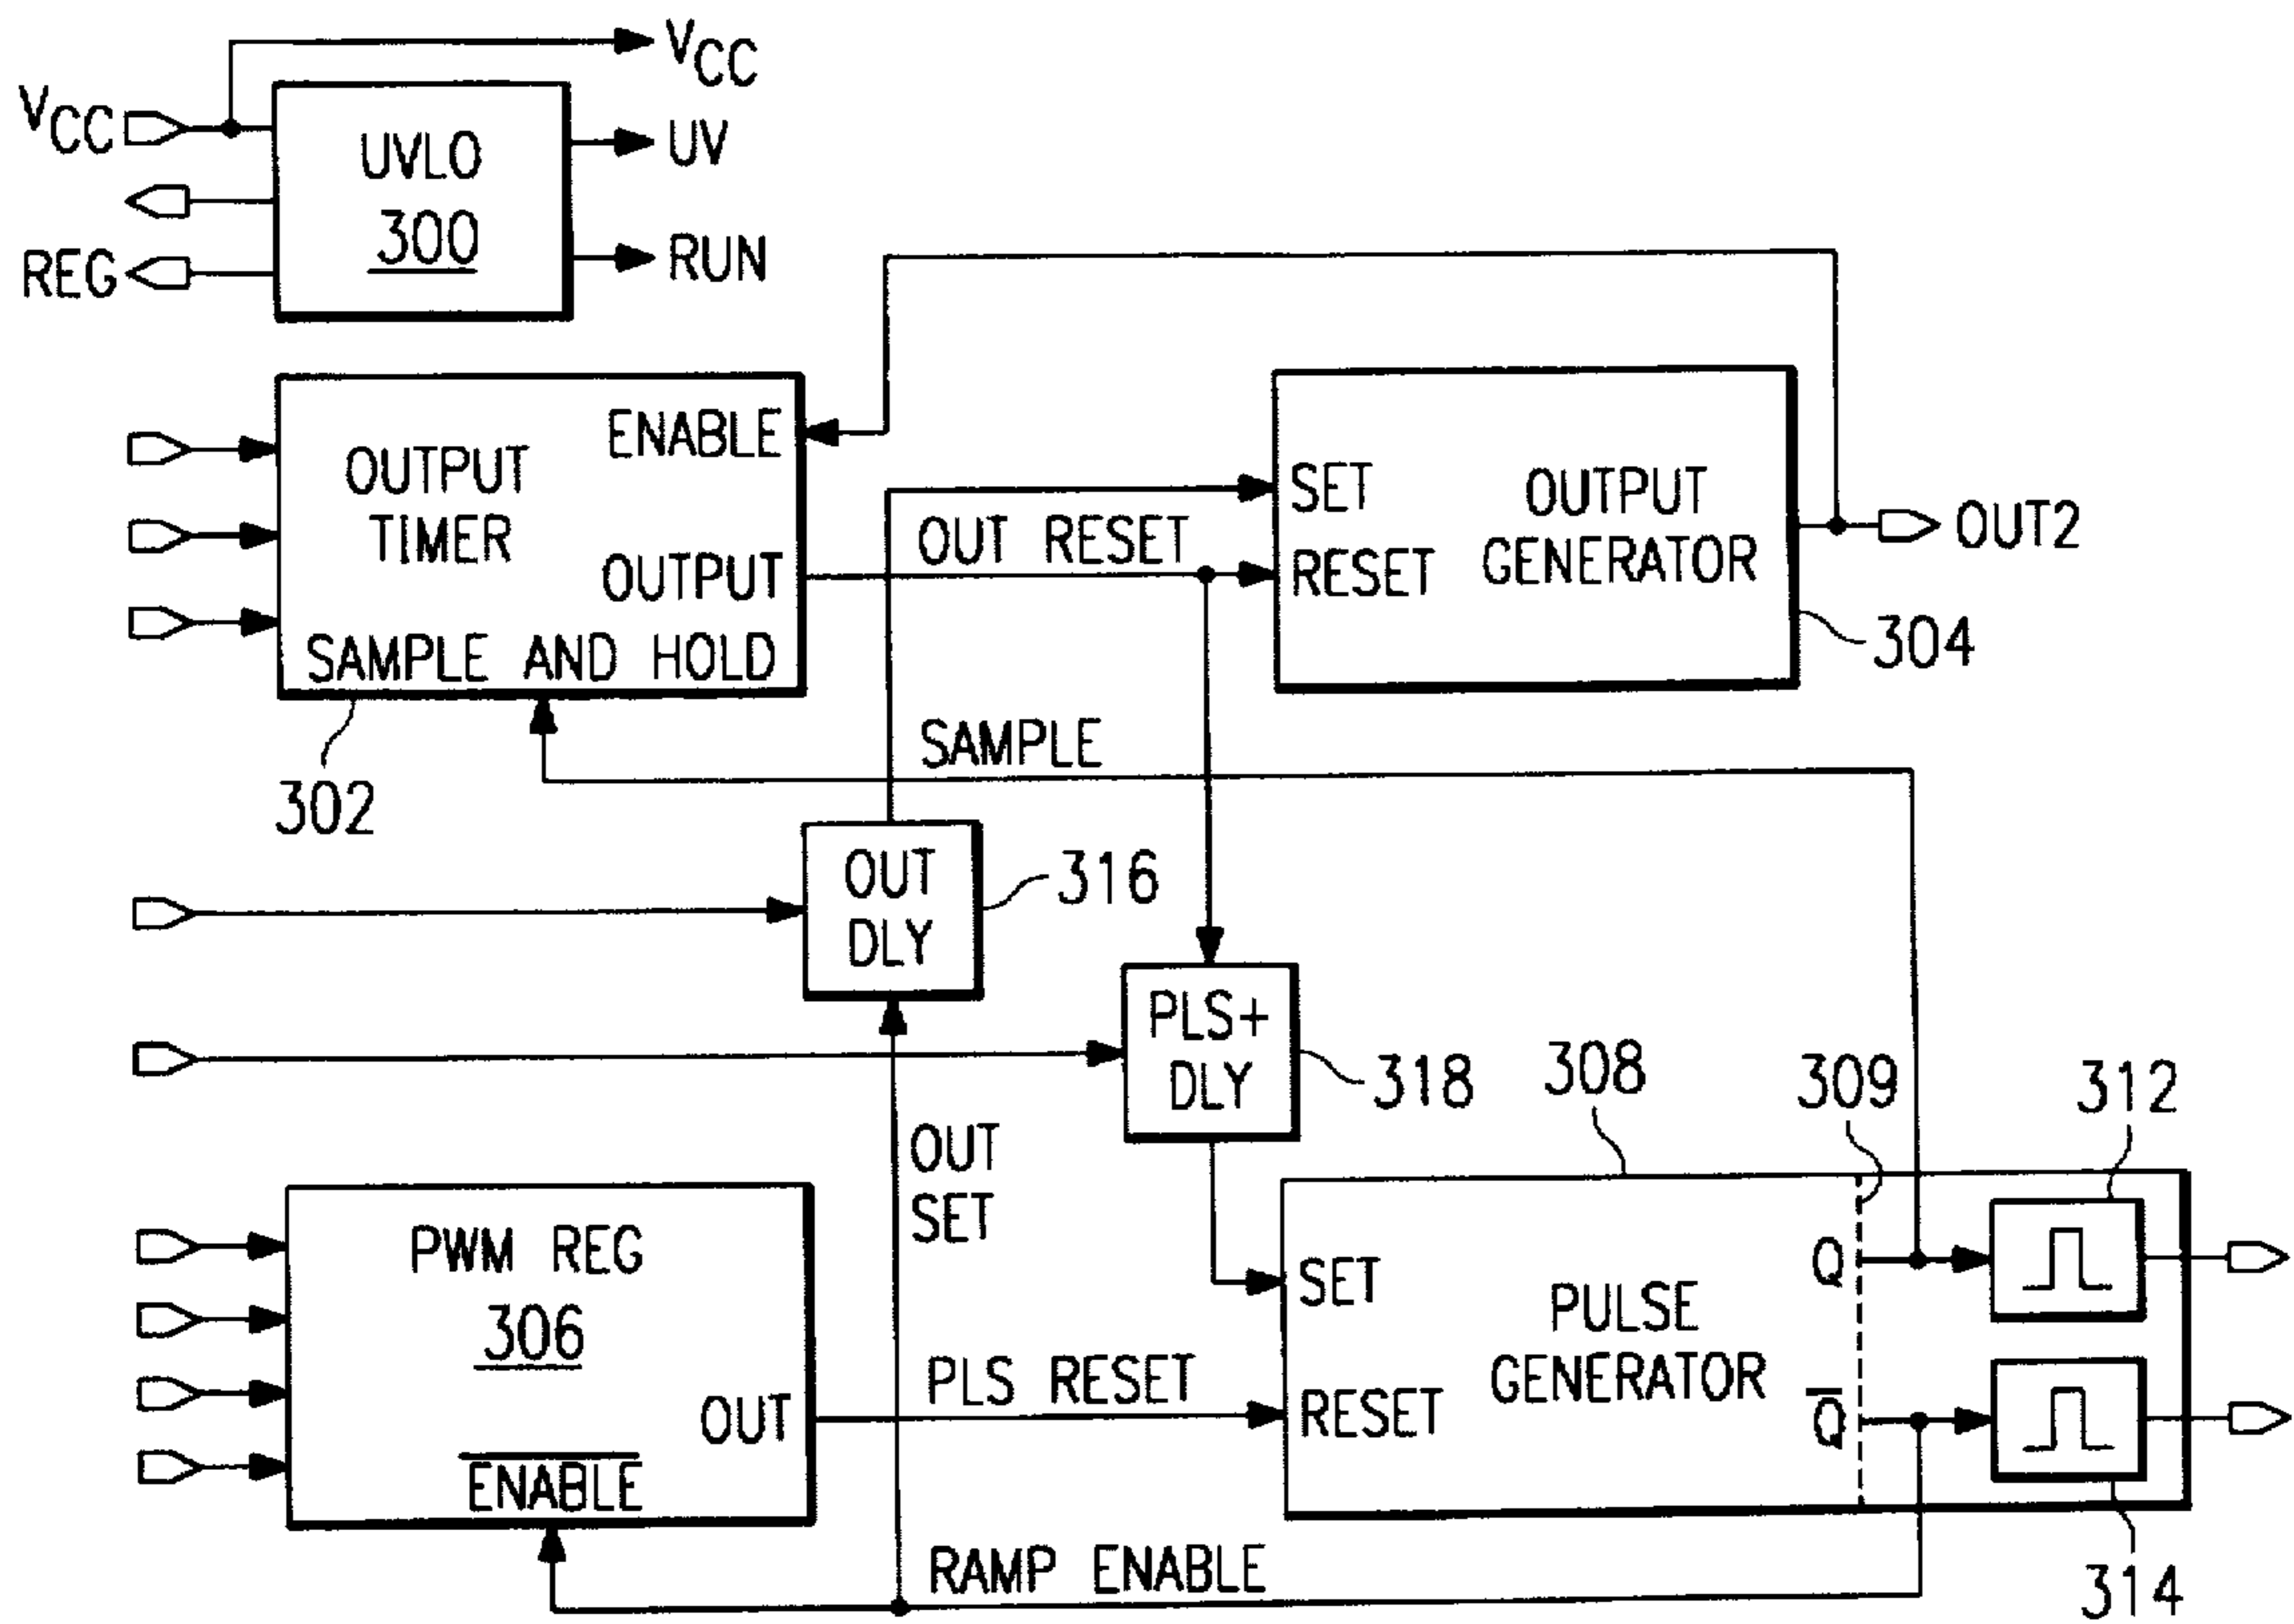 VCC
VCC
UV
RUN
REG
UVLO
300
OUTPUT
TIMER
ENABLE
OUTPUT
SAMPLE AND HOLD
302
OUT RESET
SET
RESET
OUTPUT
GENERATOR
OUT2
304
SAMPLE
OUT
DLY
316
PLS+
DLY
318
OUT
SET
308
309
312
PWM REG
306
OUT
ENABLE
PLS RESET
SET
RESET
PULSE
GENERATOR
Q
Q
RAMP ENABLE
314